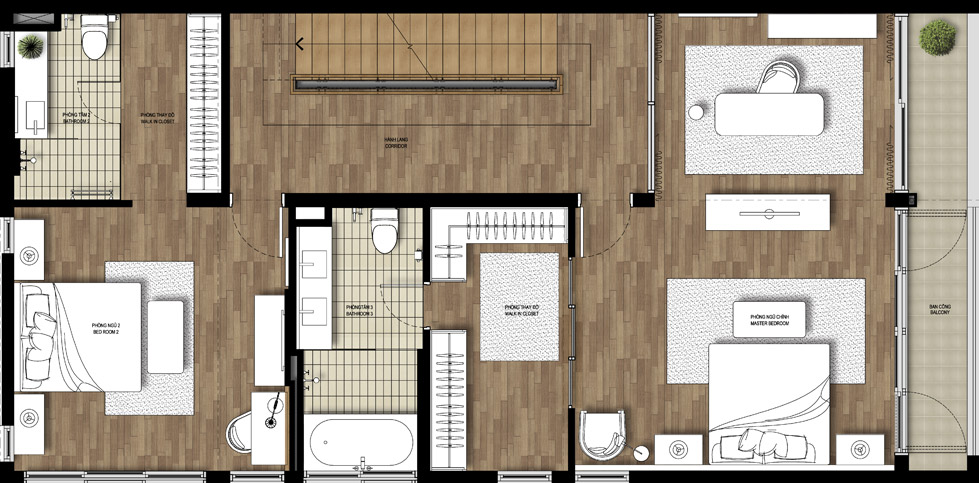 PHÒNG TẮM 2
BATHROOM 2
PHÒNG THAY ĐỒ
WALK IN CLOSET
HÀNH LANG
CORRIDOR
PHÒNG NGỦ 2
BED ROOM 2
PHÒNG TẮM 3
BATHROOM 3
PHÒNG THAY ĐỒ
WALK IN CLOSET
PHÒNG NGỦ CHÍNH
MASTER BEDROOM
BAN CÔNG
BALCONY